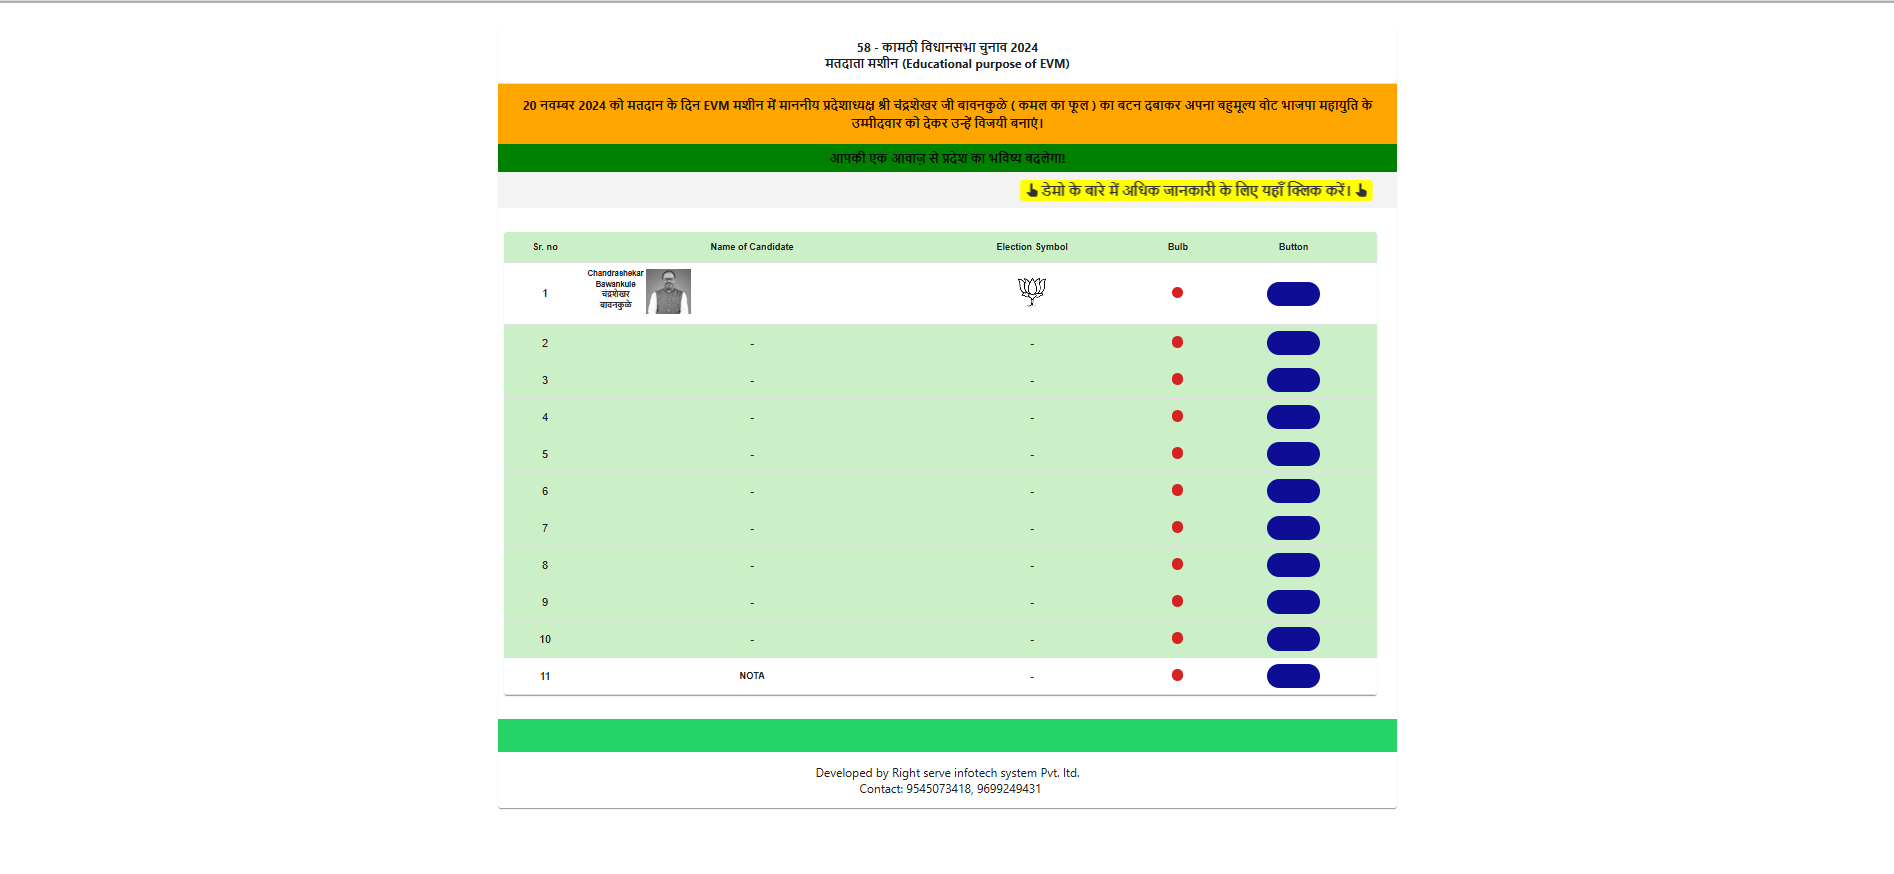 58 - कामठी विधानसभा चुनाव 2024
मतदाता मशीन (Educational purpose of EVM)
20 नवम्बर 2024 को मतदान के दिन EVM मशीन में माननीय प्रदेशाध्यक्ष श्री चंद्रशेखर जी बावनकुळे ( कमल का फूल ) का बटन दबाकर अपना बहुमूल्य वोट भाजपा महायुति के
उम्मीदवार को देकर उन्हें विजयी बनाएं।
आपकी एक आवाज़ से प्रदेश का भविष्य बदलेगा!
डेमो के बारे में अधिक जानकारी के लिए यहाँ क्लिक करें।
Sr. no Name of Candidate Election Symbol Bulb Button
1 Chandrashekar
Bawankule
चंद्रशेखर
बावनकुळे
2 - -
3 - -
4 - -
5 - -
6 - -
7 - -
8 - -
9 - -
10 - -
11 NOTA -
Developed by Right serve infotech system Pvt. ltd.
Contact: 9545073418, 9699249431